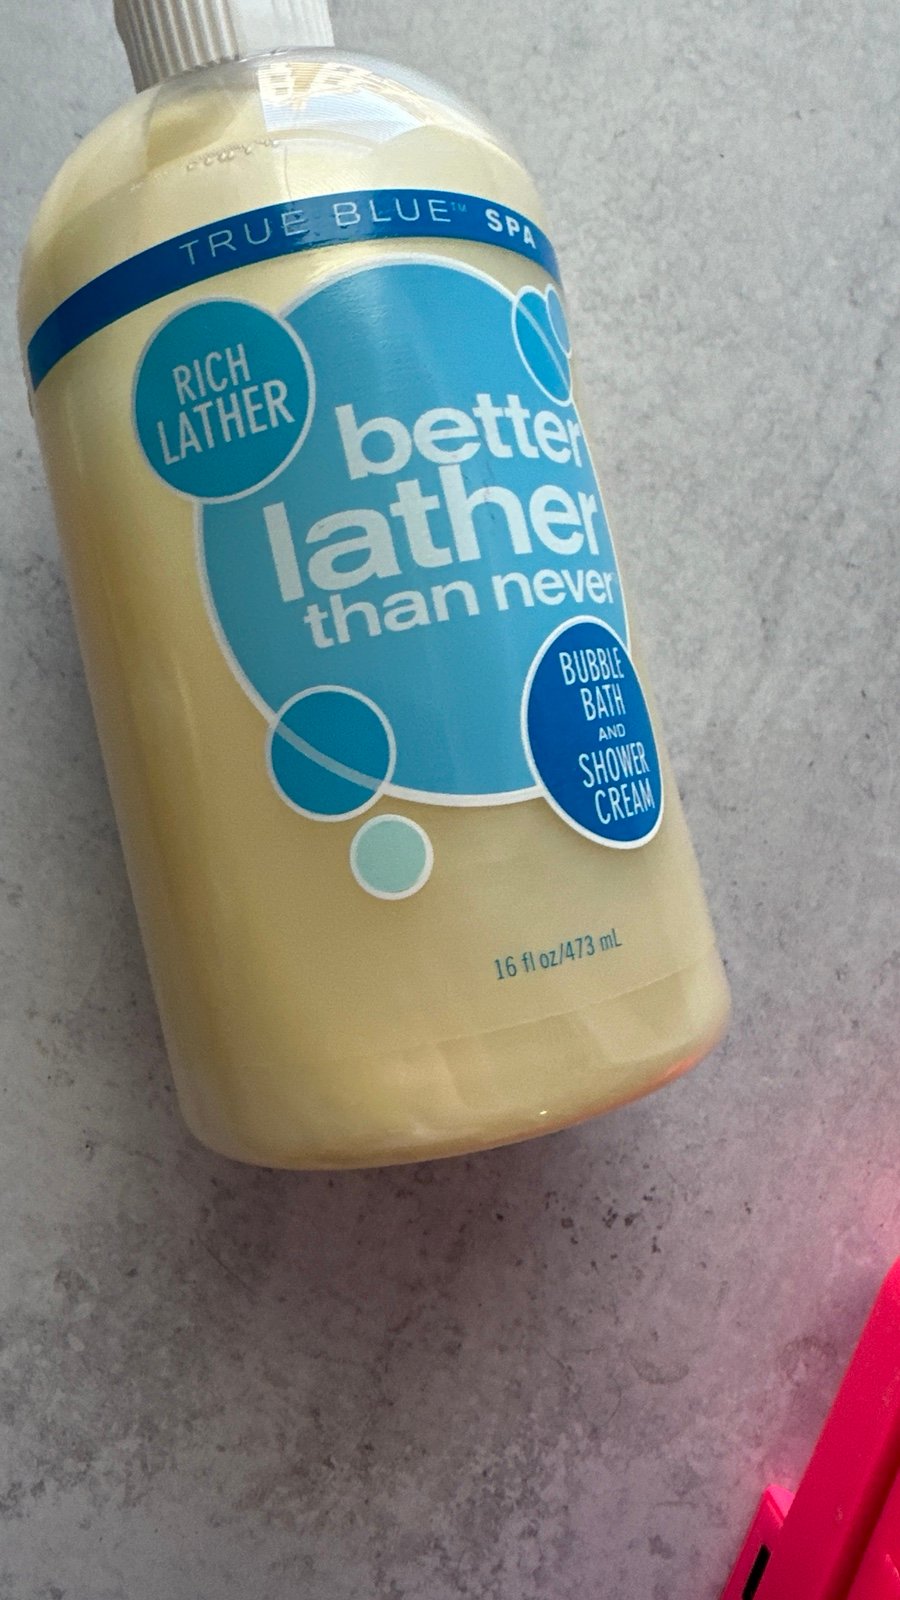 TRUE BLUE™ SPA
RICH
LATHER
better
lather
than never
BUBBLE
BATH
AND
SHOWER
CREAM
16 fl oz/473 mL